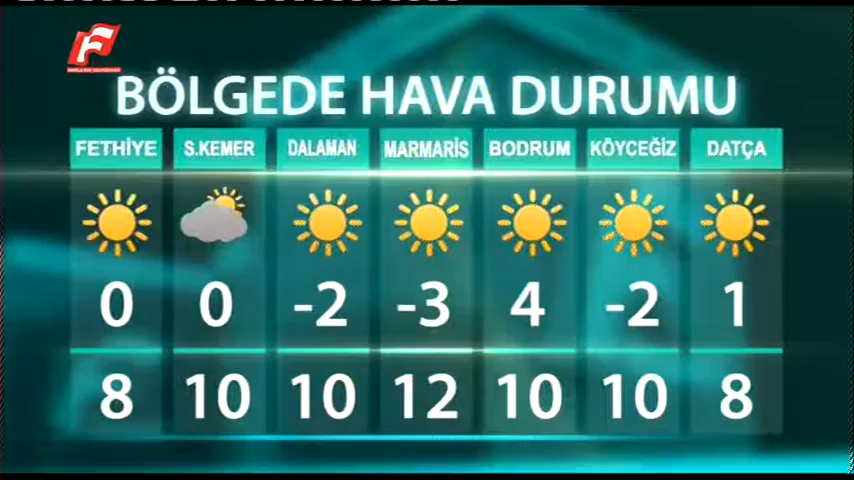 F
BÖLGEDE HAVA DURUMU
FETHİYE S.KEMER DALAMAN MARMARİS BODRUM KÖYCEĞİZ DATÇA
0 0 -2 -3 4 -2 1
8 10 10 12 10 10 8